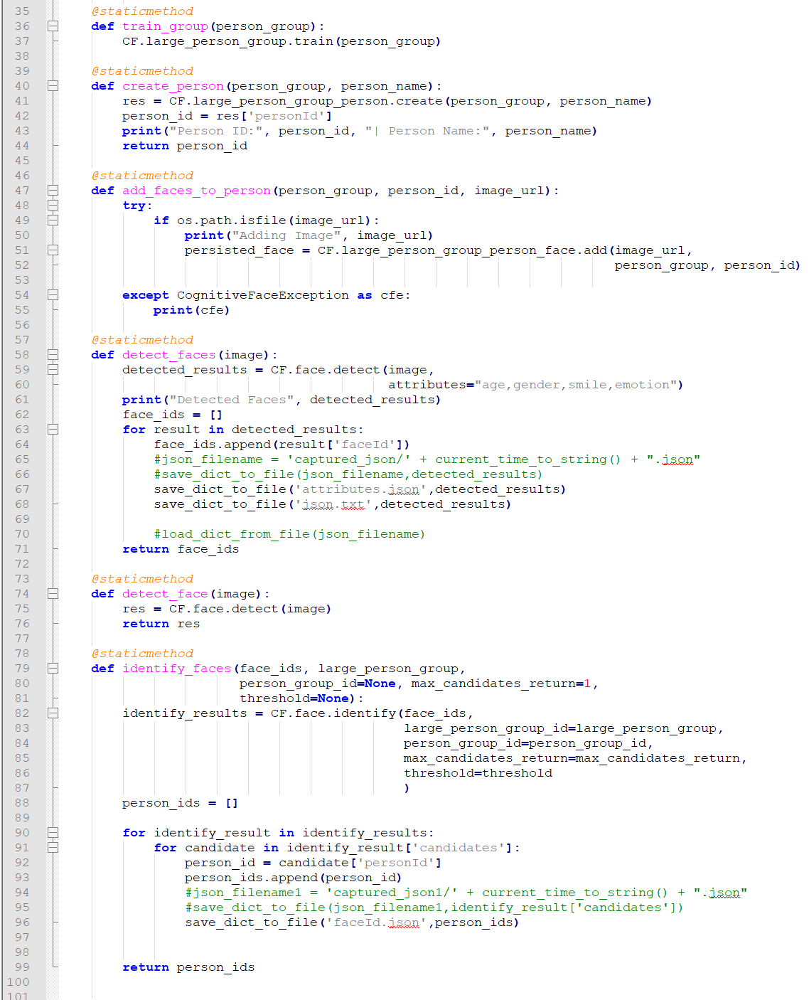 35 @staticmethod
36 def train_group(person_group):
37 CF.large_person_group.train(person_group)
38
39 @staticmethod
40 def create_person(person_group, person_name):
41 res = CF.large_person_group_person.create(person_group, person_name)
42 person_id = res['personId']
43 print("Person ID:", person_id, "| Person Name:", person_name)
44 return person_id
45
46 @staticmethod
47 def add_faces_to_person(person_group, person_id, image_url):
48 try:
49 if os.path.isfile(image_url):
50 print("Adding Image", image_url)
51 persisted_face = CF.large_person_group_person_face.add(image_url,
52 person_group, person_id)
53
54 except CognitiveFaceException as cfe:
55 print(cfe)
56
57 @staticmethod
58 def detect_faces(image):
59 detected_results = CF.face.detect(image,
60 attributes="age,gender,smile,emotion")
61 print("Detected Faces", detected_results)
62 face_ids = []
63 for result in detected_results:
64 face_ids.append(result['faceId'])
65 #json_filename = 'captured_json/' + current_time_to_string() + ".json"
66 #save_dict_to_file(json_filename,detected_results)
67 save_dict_to_file('attributes.json',detected_results)
68 save_dict_to_file('json.txt',detected_results)
69
70 #load_dict_from_file(json_filename)
71 return face_ids
72
73 @staticmethod
74 def detect_face(image):
75 res = CF.face.detect(image)
76 return res
77
78 @staticmethod
79 def identify_faces(face_ids, large_person_group,
80 person_group_id=None, max_candidates_return=1,
81 threshold=None):
82 identify_results = CF.face.identify(face_ids,
83 large_person_group_id=large_person_group,
84 person_group_id=person_group_id,
85 max_candidates_return=max_candidates_return,
86 threshold=threshold
87 )
88 person_ids = []
89
90 for identify_result in identify_results:
91 for candidate in identify_result['candidates']:
92 person_id = candidate['personId']
93 person_ids.append(person_id)
94 #json_filename1 = 'captured_json1/' + current_time_to_string() + ".json"
95 #save_dict_to_file(json_filename1,identify_result['candidates'])
96 save_dict_to_file('faceId.json',person_ids)
97
98
99 return person_ids
100
101